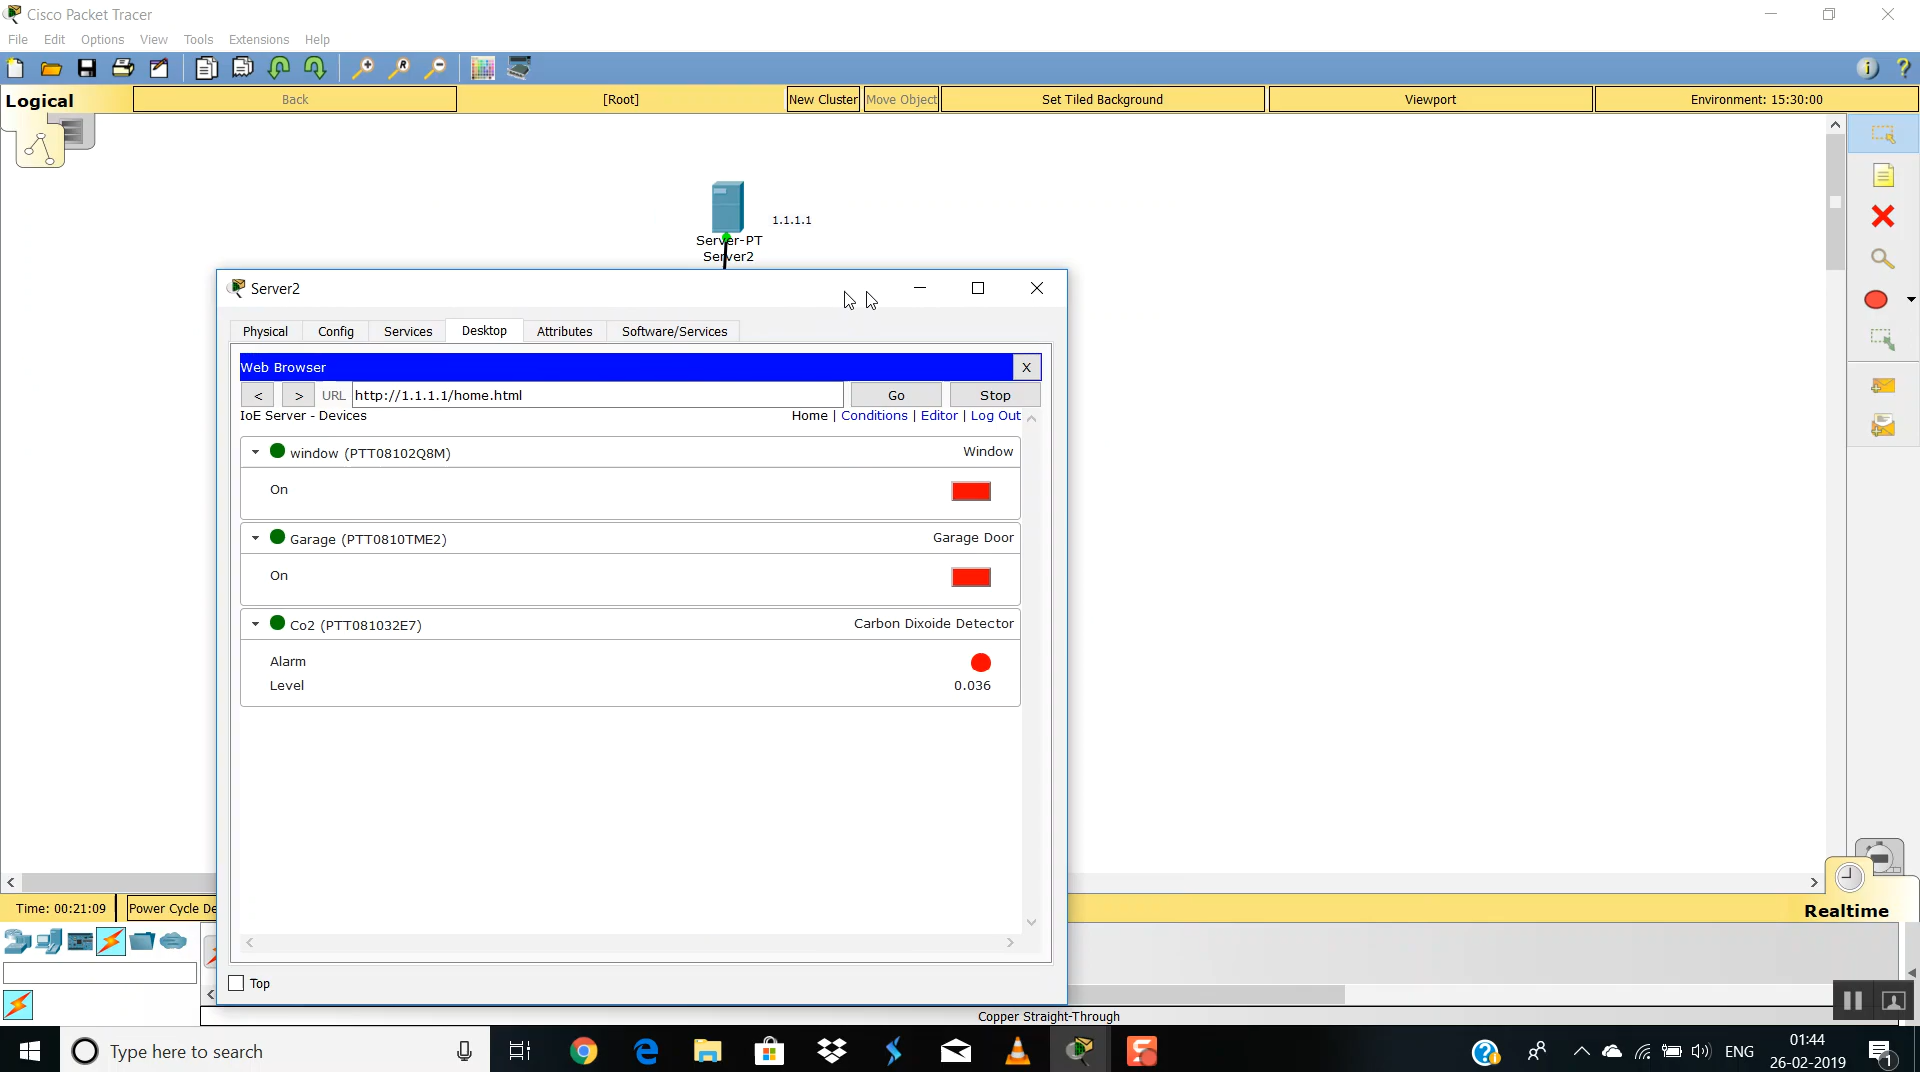 Cisco Packet Tracer
File Edit Options View Tools Extensions Help
Logical Back [Root] New Cluster Move Object Set Tiled Background Viewport Environment: 15:30:00
1.1.1.1
Server-PT
Server2
Server2
Physical Config Services Desktop Attributes Software/Services
Web Browser X
< > URL http://1.1.1.1/home.html Go Stop
IoE Server - Devices Home | Conditions | Editor | Log Out
window (PTT08102Q8M) Window
On
Garage (PTT0810TME2) Garage Door
On
Co2 (PTT081032E7) Carbon Dixoide Detector
Alarm
Level 0.036
Top
Time: 00:21:09 Power Cycle De
Realtime
Copper Straight-Through
Type here to search
ENG
01:44
26-02-2019
1